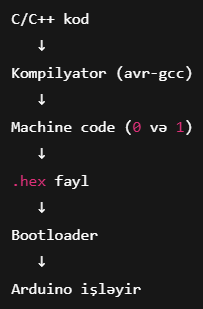 C/C++ kod
↓
Kompilyator (avr-gcc)
↓
Machine code (0 və 1)
↓
.hex fayl
↓
Bootloader
↓
Arduino işləyir